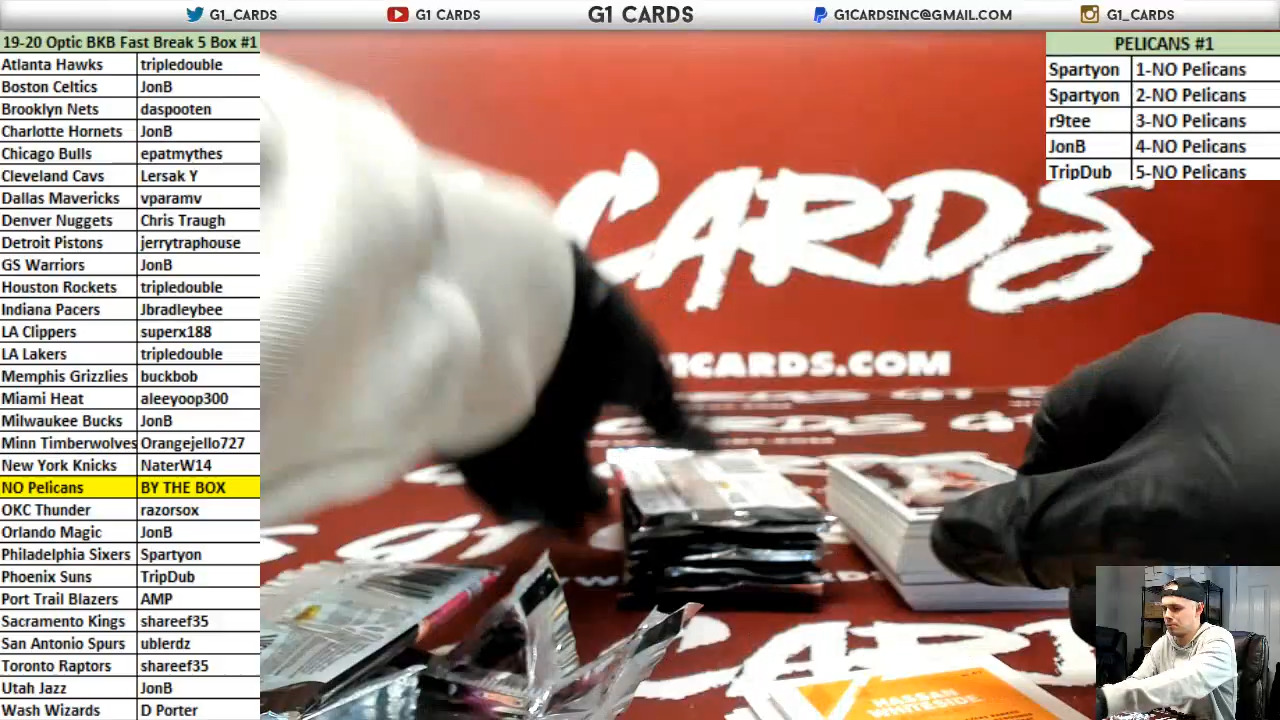 G1_CARDS G1 CARDS G1 CARDS G1CARDSINC@GMAIL.COM G1_CARDS
19-20 Optic BKB Fast Break 5 Box #1
Atlanta Hawks tripledouble
Boston Celtics JonB
Brooklyn Nets daspooten
Charlotte Hornets JonB
Chicago Bulls epatmythes
Cleveland Cavs Lersak Y
Dallas Mavericks vparamv
Denver Nuggets Chris Traugh
Detroit Pistons jerrytraphouse
GS Warriors JonB
Houston Rockets tripledouble
Indiana Pacers Jbradleybee
LA Clippers superx188
LA Lakers tripledouble
Memphis Grizzlies buckbob
Miami Heat aleeyoop300
Milwaukee Bucks JonB
Minn Timberwolves Orangejello727
New York Knicks NaterW14
NO Pelicans BY THE BOX
OKC Thunder razorsox
Orlando Magic JonB
Philadelphia Sixers Spartyon
Phoenix Suns TripDub
Port Trail Blazers AMP
Sacramento Kings shareef35
San Antonio Spurs ublerdz
Toronto Raptors shareef35
Utah Jazz JonB
Wash Wizards D Porter
PELICANS #1
Spartyon 1-NO Pelicans
Spartyon 2-NO Pelicans
r9tee 3-NO Pelicans
JonB 4-NO Pelicans
TripDub 5-NO Pelicans
CARDS
1CARDS.COM
CARD
HASSAN
WHITESIDE